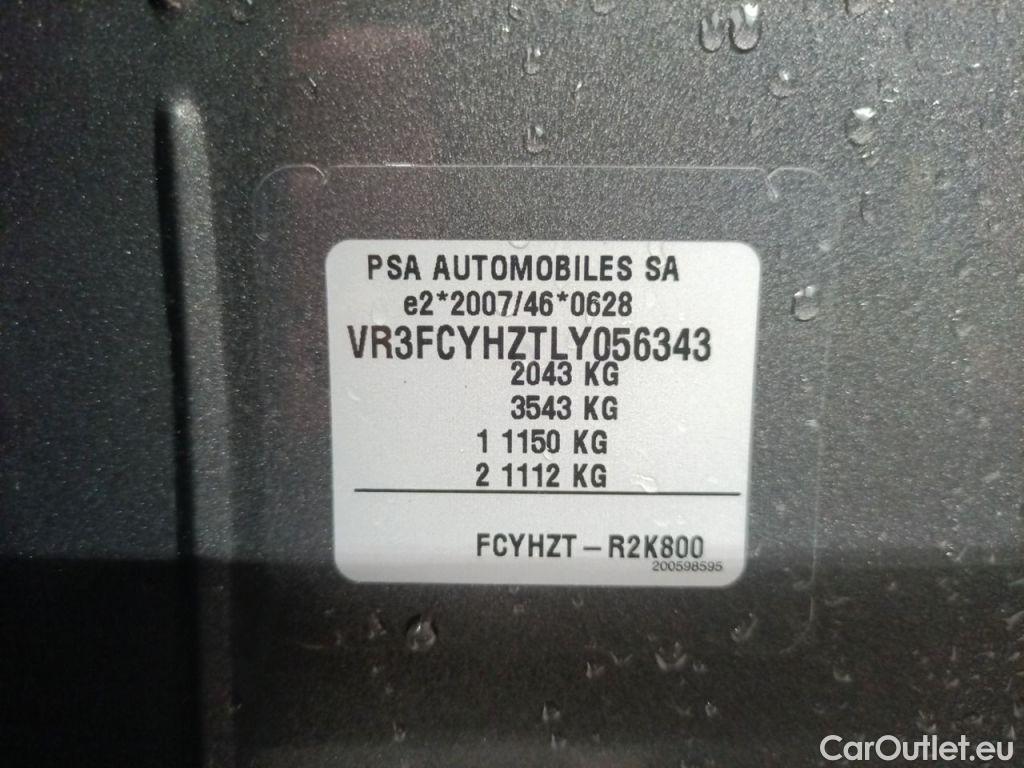 PSA AUTOMOBILES SA
e2*2007/46*0628
VR3FCYHZTLY056343
2043 KG
3543 KG
1 1150 KG
2 1112 KG
FCYHZT – R2K800
200598595
CarOutlet.eu